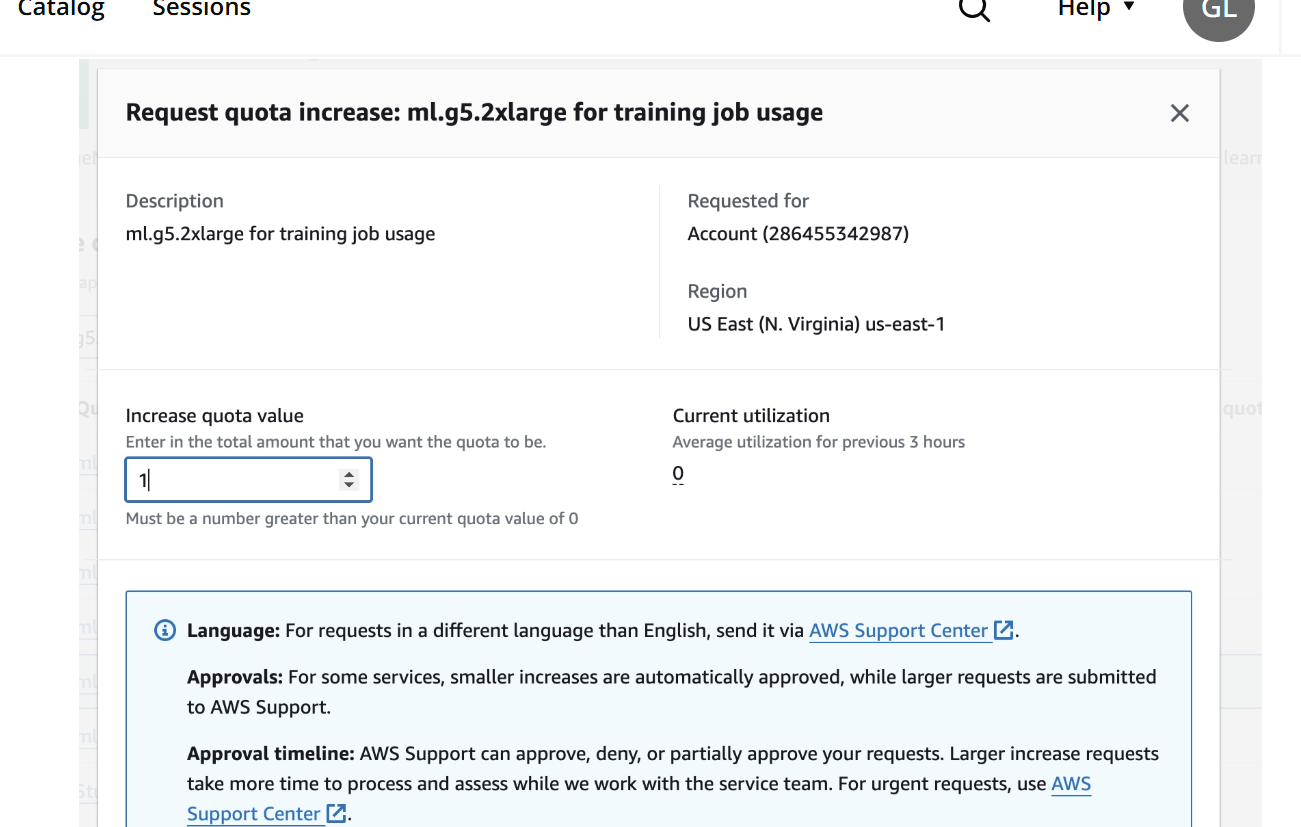 Catalog Sessions Help GL
Request quota increase: ml.g5.2xlarge for training job usage
Description
ml.g5.2xlarge for training job usage
Requested for
Account (286455342987)
Region
US East (N. Virginia) us-east-1
Increase quota value
Enter in the total amount that you want the quota to be.
1
Must be a number greater than your current quota value of 0
Current utilization
Average utilization for previous 3 hours
0
Language: For requests in a different language than English, send it via AWS Support Center.
Approvals: For some services, smaller increases are automatically approved, while larger requests are submitted
to AWS Support.
Approval timeline: AWS Support can approve, deny, or partially approve your requests. Larger increase requests
take more time to process and assess while we work with the service team. For urgent requests, use AWS
Support Center.